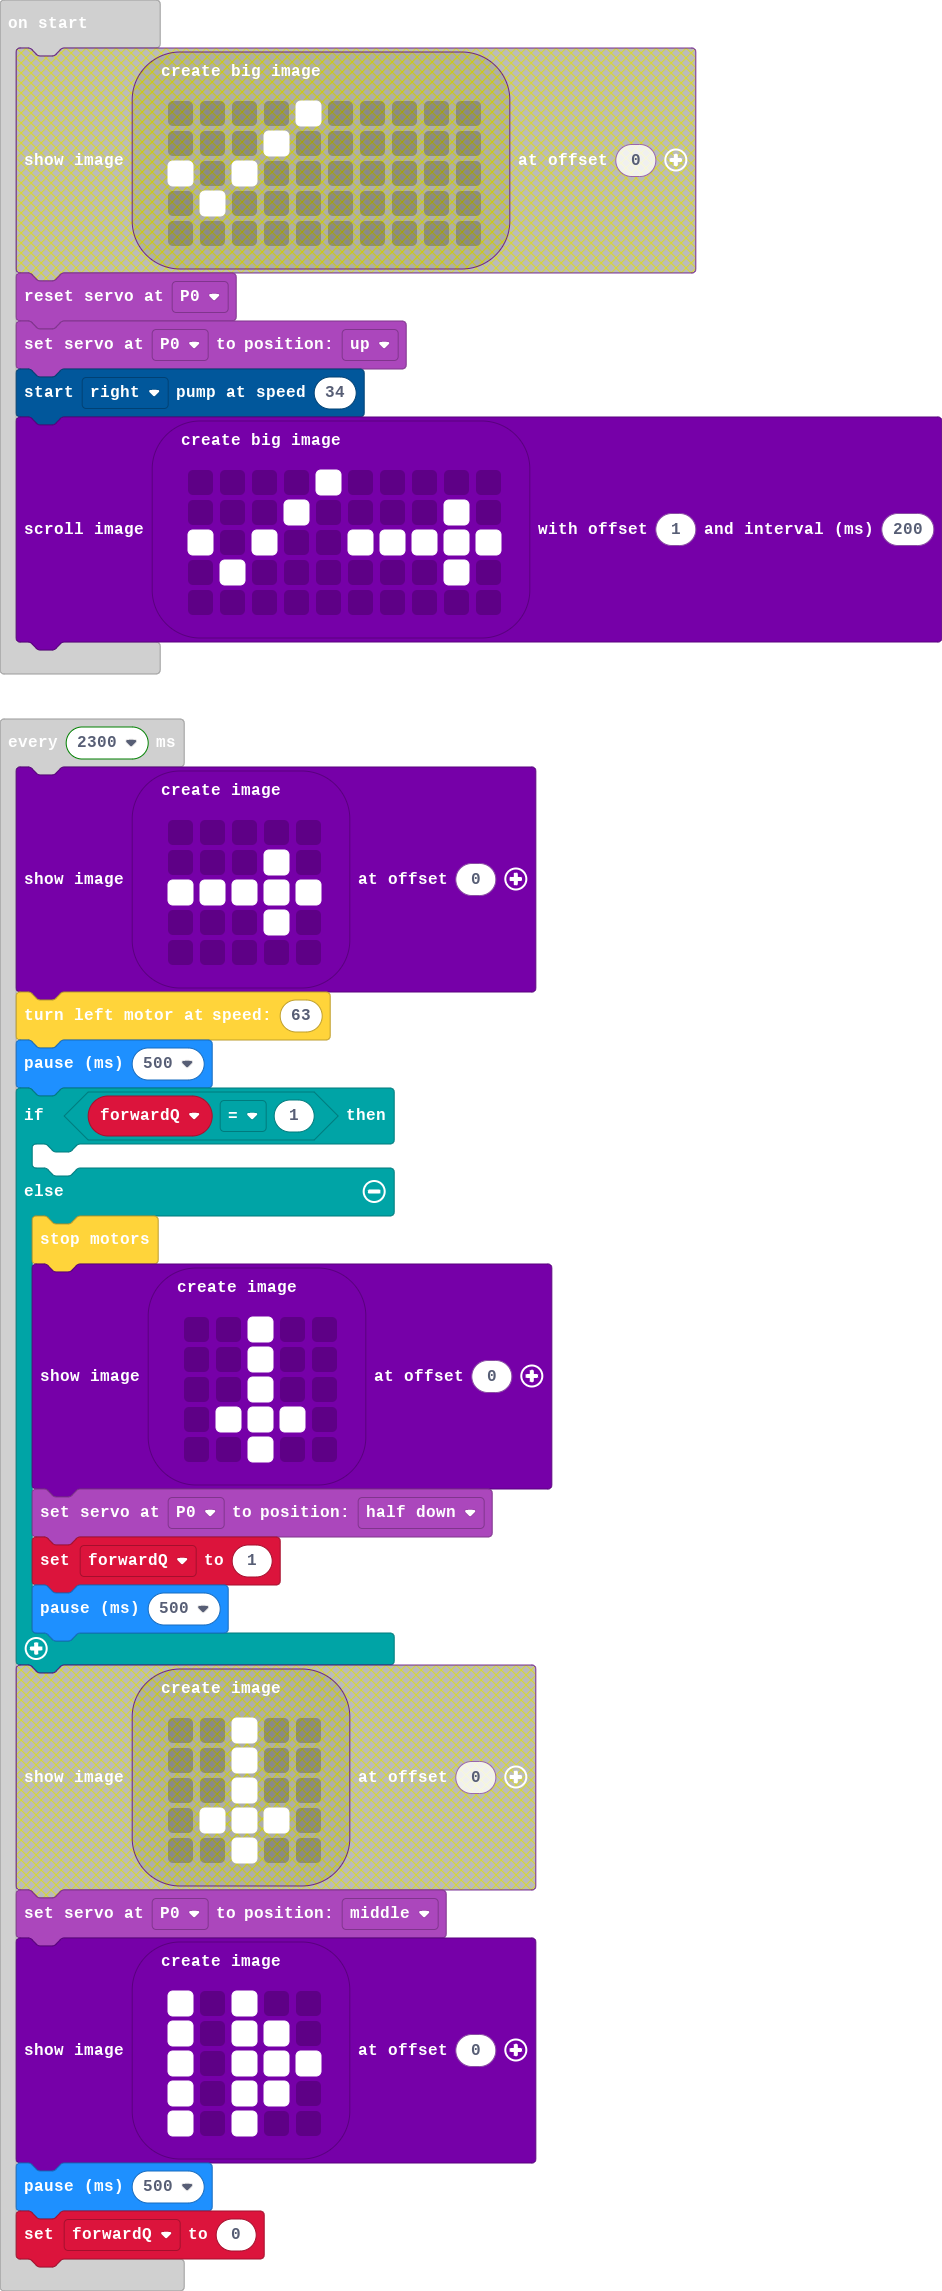 on start
create big image
show image at offset 0
reset servo at P0
set servo at P0 to position: up
start right pump at speed 34
create big image
scroll image with offset 1 and interval (ms) 200
every 2300 ms
create image
show image at offset 0
turn left motor at speed: 63
pause (ms) 500
if forwardQ = 1 then
else
stop motors
create image
show image at offset 0
set servo at P0 to position: half down
set forwardQ to 1
pause (ms) 500
create image
show image at offset 0
set servo at P0 to position: middle
create image
show image at offset 0
pause (ms) 500
set forwardQ to 0